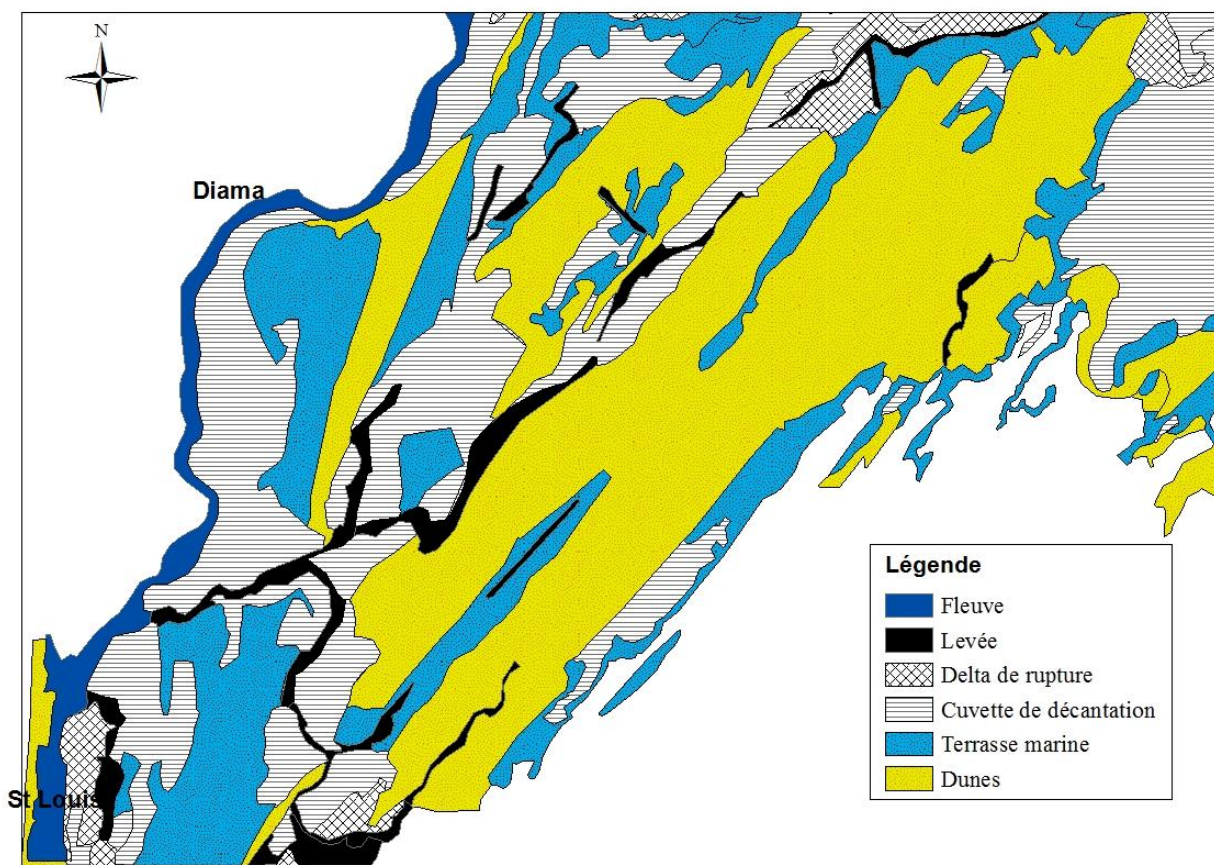 N
Diama
St Louis
Légende
Fleuve
Levée
Delta de rupture
Cuvette de décantation
Terrasse marine
Dunes